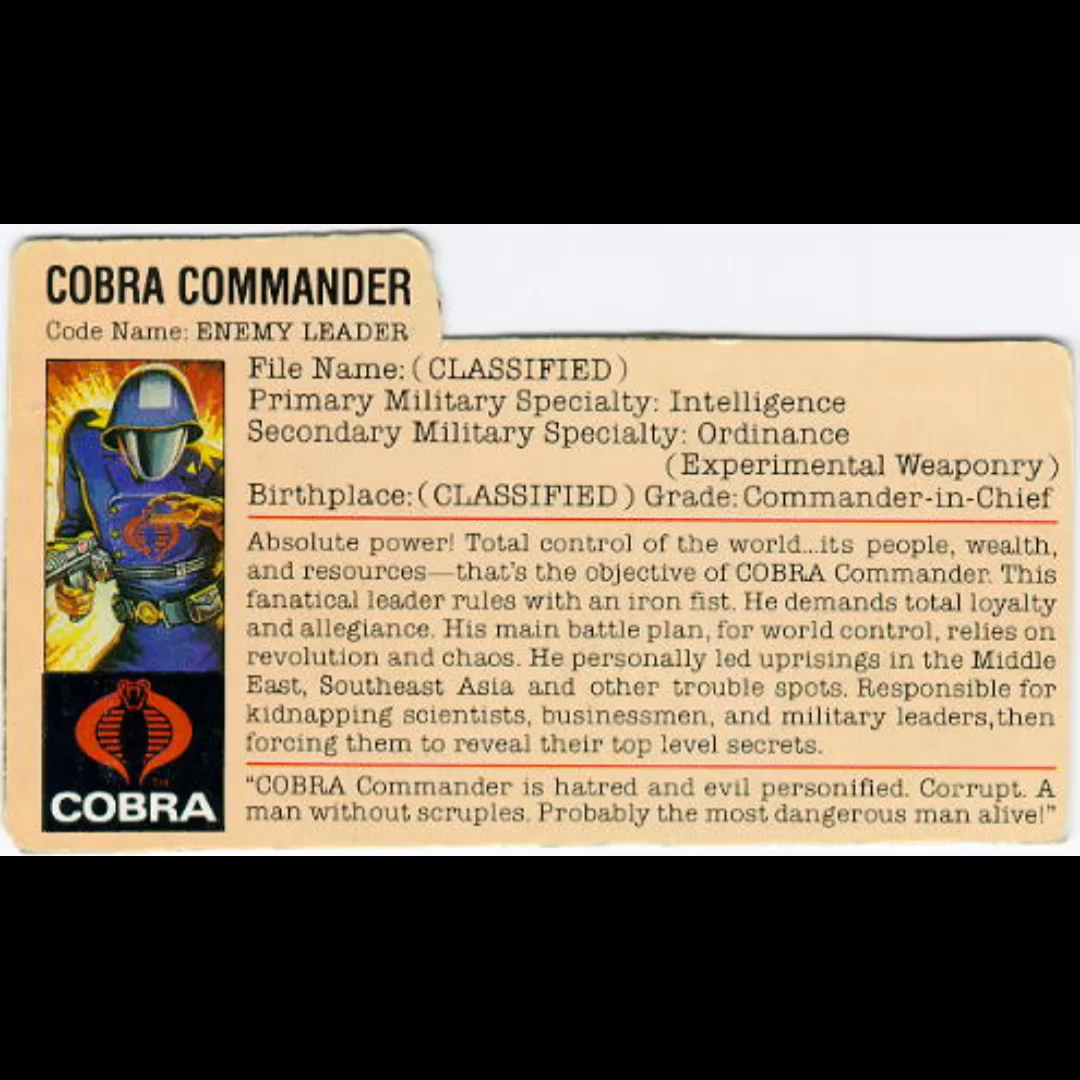 COBRA COMMANDER
Code Name: ENEMY LEADER
File Name: (CLASSIFIED)
Primary Military Specialty: Intelligence
Secondary Military Specialty: Ordinance
(Experimental Weaponry)
Birthplace: (CLASSIFIED) Grade: Commander-in-Chief
Absolute power! Total control of the world...its people, wealth,
and resources—that's the objective of COBRA Commander. This
fanatical leader rules with an iron fist. He demands total loyalty
and allegiance. His main battle plan, for world control, relies on
revolution and chaos. He personally led uprisings in the Middle
East, Southeast Asia and other trouble spots. Responsible for
kidnapping scientists, businessmen, and military leaders,then
forcing them to reveal their top level secrets.
"COBRA Commander is hatred and evil personified. Corrupt. A
man without scruples. Probably the most dangerous man alive!"
TM
COBRA